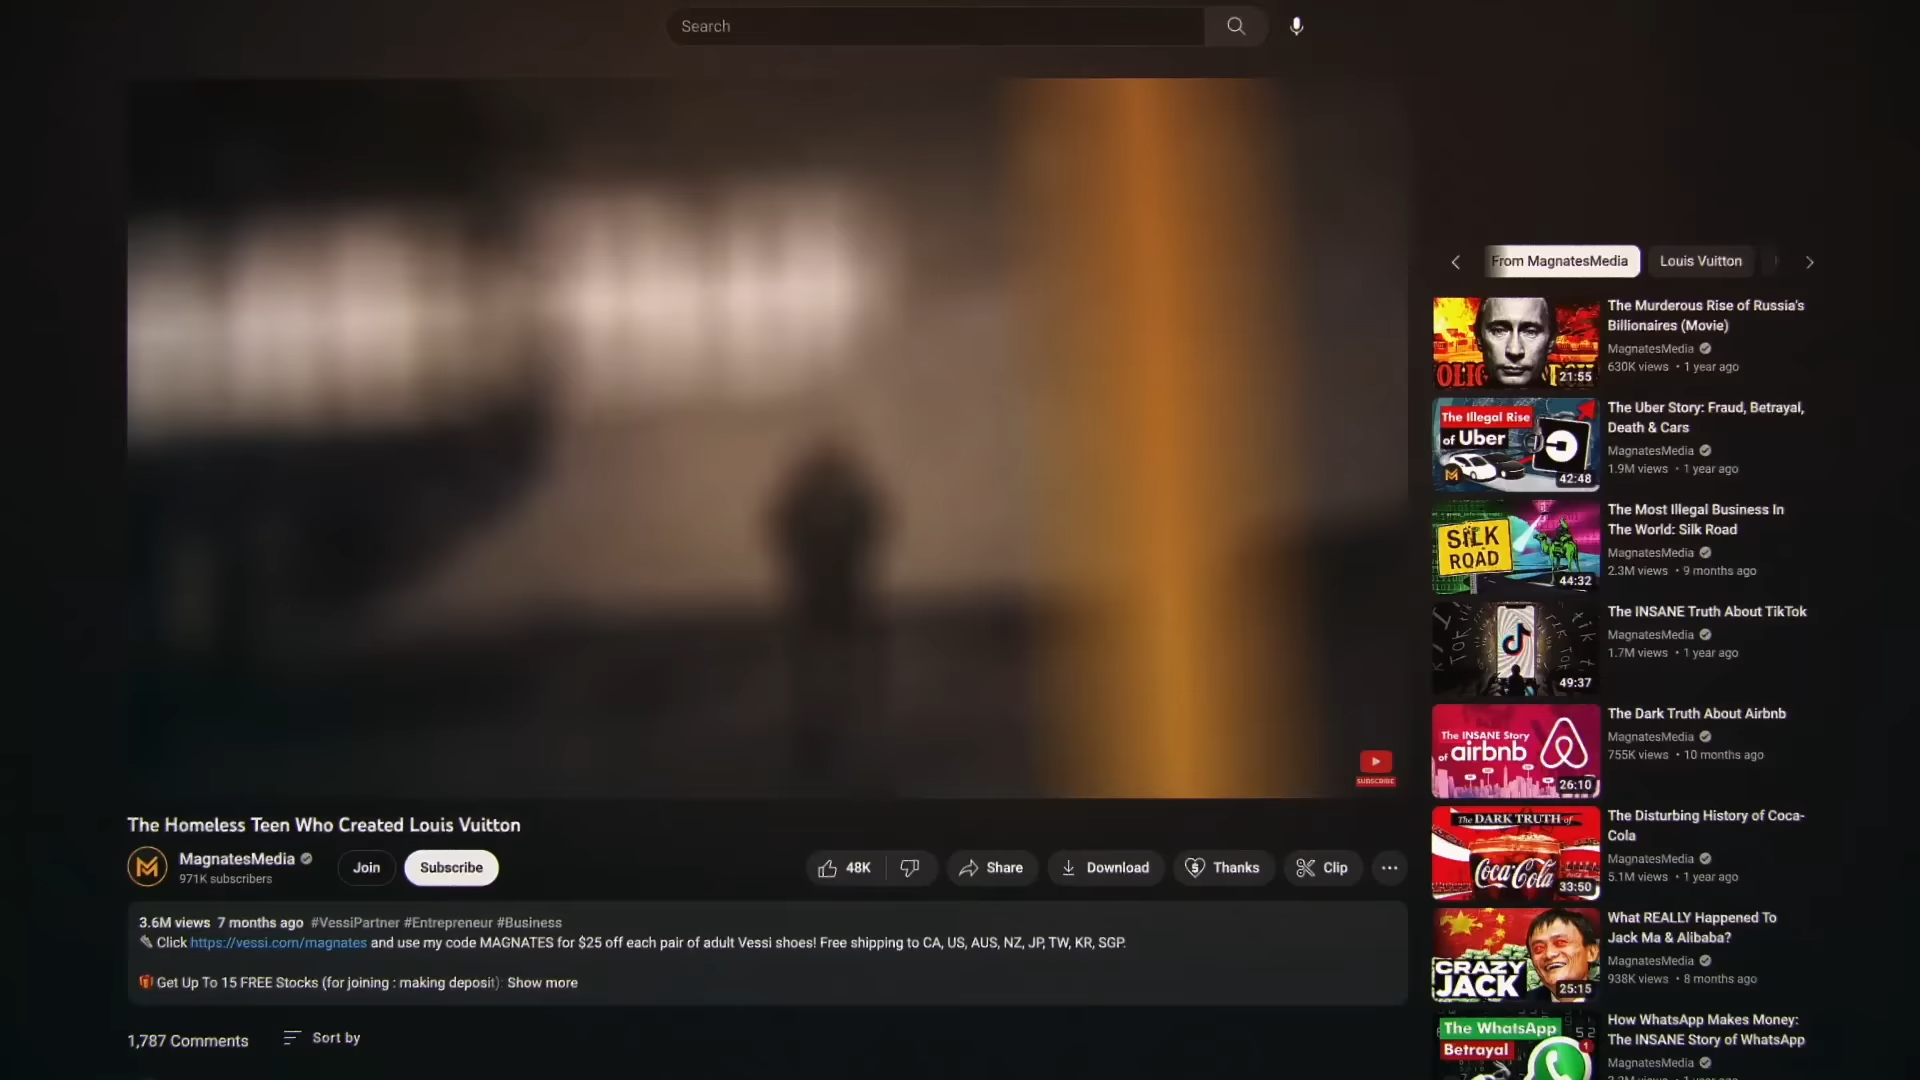 Search
SUBSCRIBE
The Homeless Teen Who Created Louis Vuitton
MagnatesMedia
971K subscribers
Join
Subscribe
48K
Share
Download
Thanks
Clip
3.6M views 7 months ago #VessiPartner #Entrepreneur #Business
Click https://vessi.com/magnates and use my code MAGNATES for $25 off each pair of adult Vessi shoes! Free shipping to CA, US, AUS, NZ, JP, TW, KR, SGP.
Get Up To 15 FREE Stocks (for joining : making deposit): Show more
1,787 Comments
Sort by
From MagnatesMedia
Louis Vuitton
21:55
The Murderous Rise of Russia's
Billionaires (Movie)
MagnatesMedia
630K views • 1 year ago
The Illegal Rise
of Uber
42:48
The Uber Story: Fraud, Betrayal,
Death & Cars
MagnatesMedia
1.9M views • 1 year ago
SILK
ROAD
44:32
The Most Illegal Business In
The World: Silk Road
MagnatesMedia
2.3M views • 9 months ago
49:37
The INSANE Truth About TikTok
MagnatesMedia
1.7M views • 1 year ago
The INSANE Story
of airbnb
26:10
The Dark Truth About Airbnb
MagnatesMedia
755K views • 10 months ago
The DARK TRUTH of
Coca-Cola
33:50
The Disturbing History of Coca-
Cola
MagnatesMedia
5.1M views • 1 year ago
CRAZY
JACK
25:15
What REALLY Happened To
Jack Ma & Alibaba?
MagnatesMedia
938K views • 8 months ago
The WhatsApp
Betrayal
How WhatsApp Makes Money:
The INSANE Story of WhatsApp
MagnatesMedia